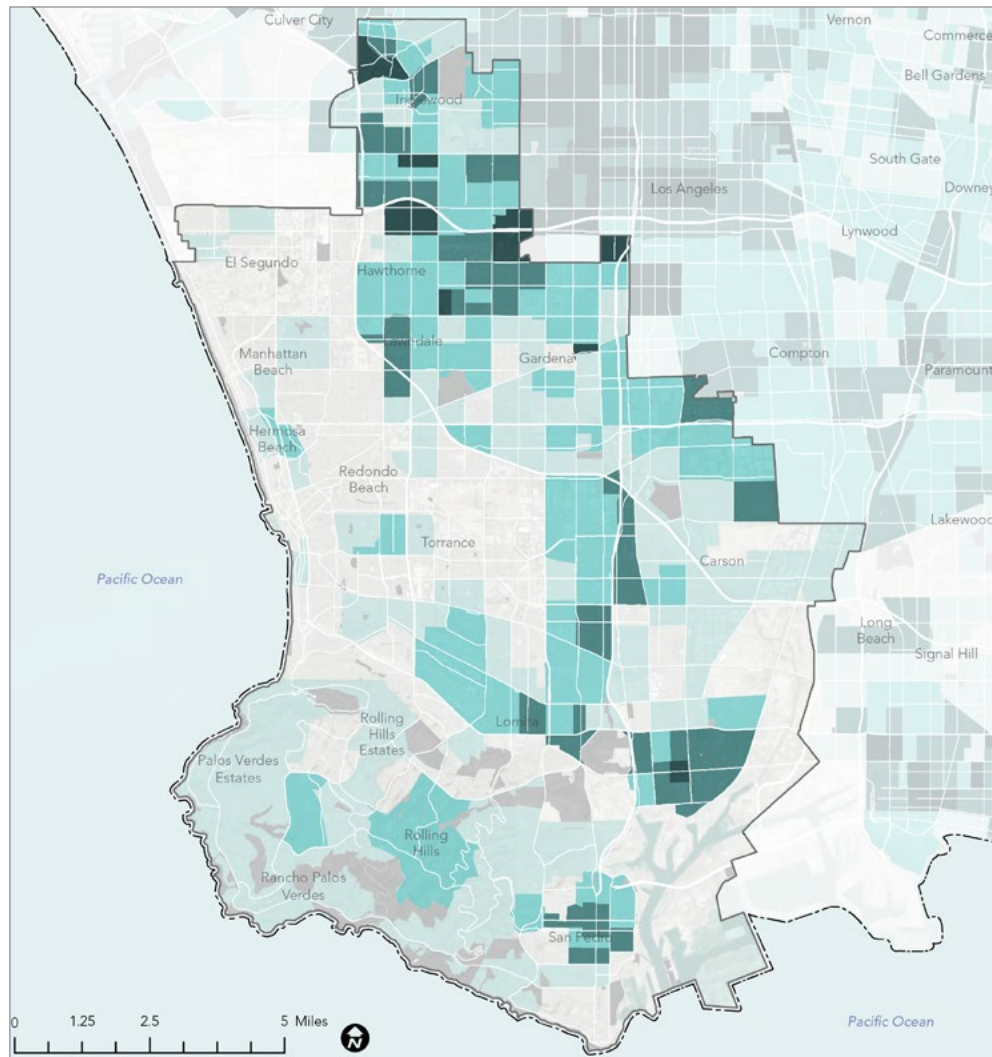 Culver City
Vernon
Commerce
Bell Gardens
Inglewood
South Gate
Los Angeles
Downey
Lynwood
El Segundo
Hawthorne
Manhattan
Beach
Lawndale
Gardena
Compton
Paramount
Hermosa
Beach
Redondo
Beach
Torrance
Lakewood
Carson
Pacific Ocean
Long
Beach
Signal Hill
Rolling
Hills
Estates
Lomita
Palos Verdes
Estates
Rolling
Hills
Rancho Palos
Verdes
San Pedro
0 1.25 2.5 5 Miles
N
Pacific Ocean